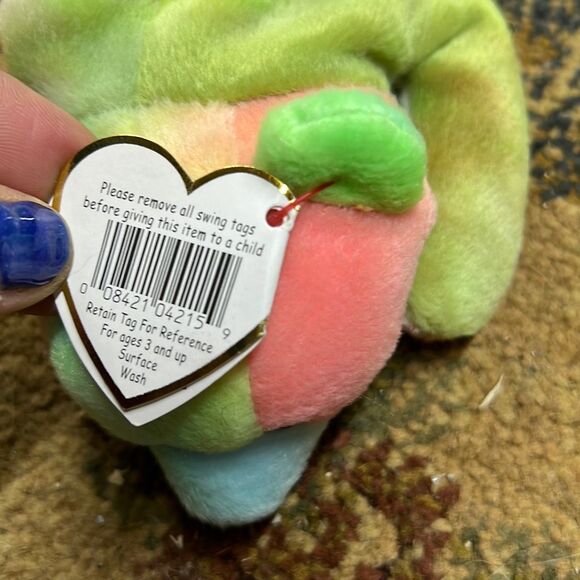 Please remove all swing tags
before giving this item to a child
0 08421 04215 9
Retain Tag For Reference
For ages 3 and up
Surface
Wash